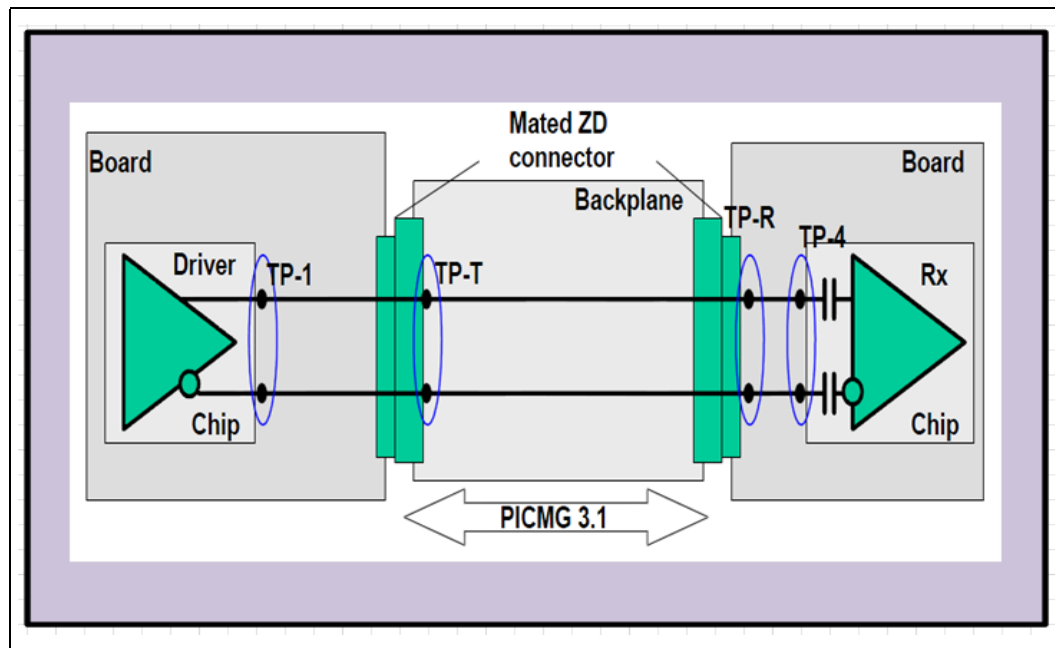 Mated ZD
connector
Board
Board
Backplane
TP-R
TP-4
Driver
TP-1
TP-T
Rx
Chip
Chip
PICMG 3.1